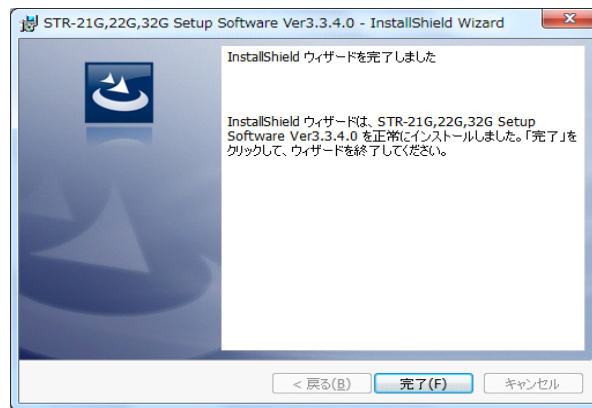 STR-21G,22G,32G Setup Software Ver3.3.4.0 - InstallShield Wizard
InstallShield ウィザードを完了しました
InstallShield ウィザードは、STR-21G,22G,32G Setup
Software Ver3.3.4.0 を正常にインストールしました。「完了」を
クリックして、ウィザードを終了してください。
< 戻る(B) 完了(F) キャンセル